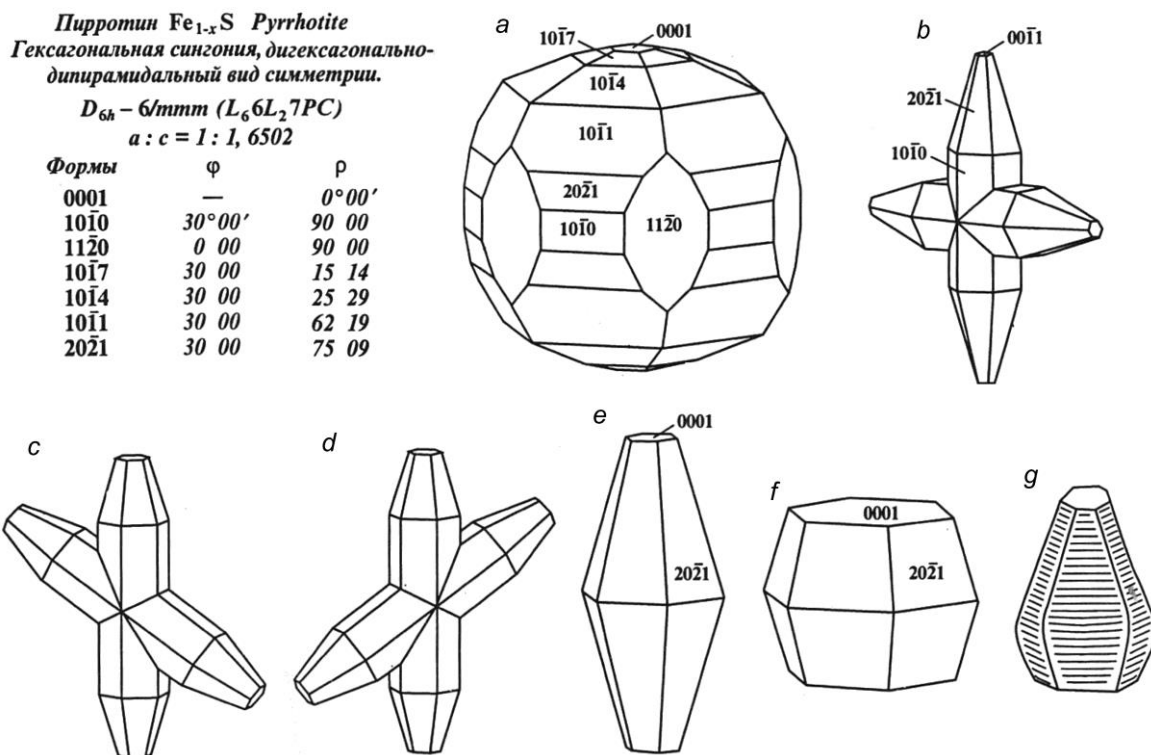 Пирротин Fe₁₋ₓS Pyrrhotite
Гексагональная сингония, дигексагонально-
дипирамидальный вид симметрии.
D₆ₕ – 6/mmm (L₆6L₂7PC)
a : c = 1 : 1, 6502
Формы φ ρ
0001 — 0°00′
101̄0 30°00′ 90 00
112̄0 0 00 90 00
101̄7 30 00 15 14
101̄4 30 00 25 29
101̄1 30 00 62 19
202̄1 30 00 75 09
a
0001
101̄7
101̄4
101̄1
202̄1
101̄0
112̄0
b
001̄1
202̄1
101̄0
c
d
e
0001
202̄1
f
0001
202̄1
g